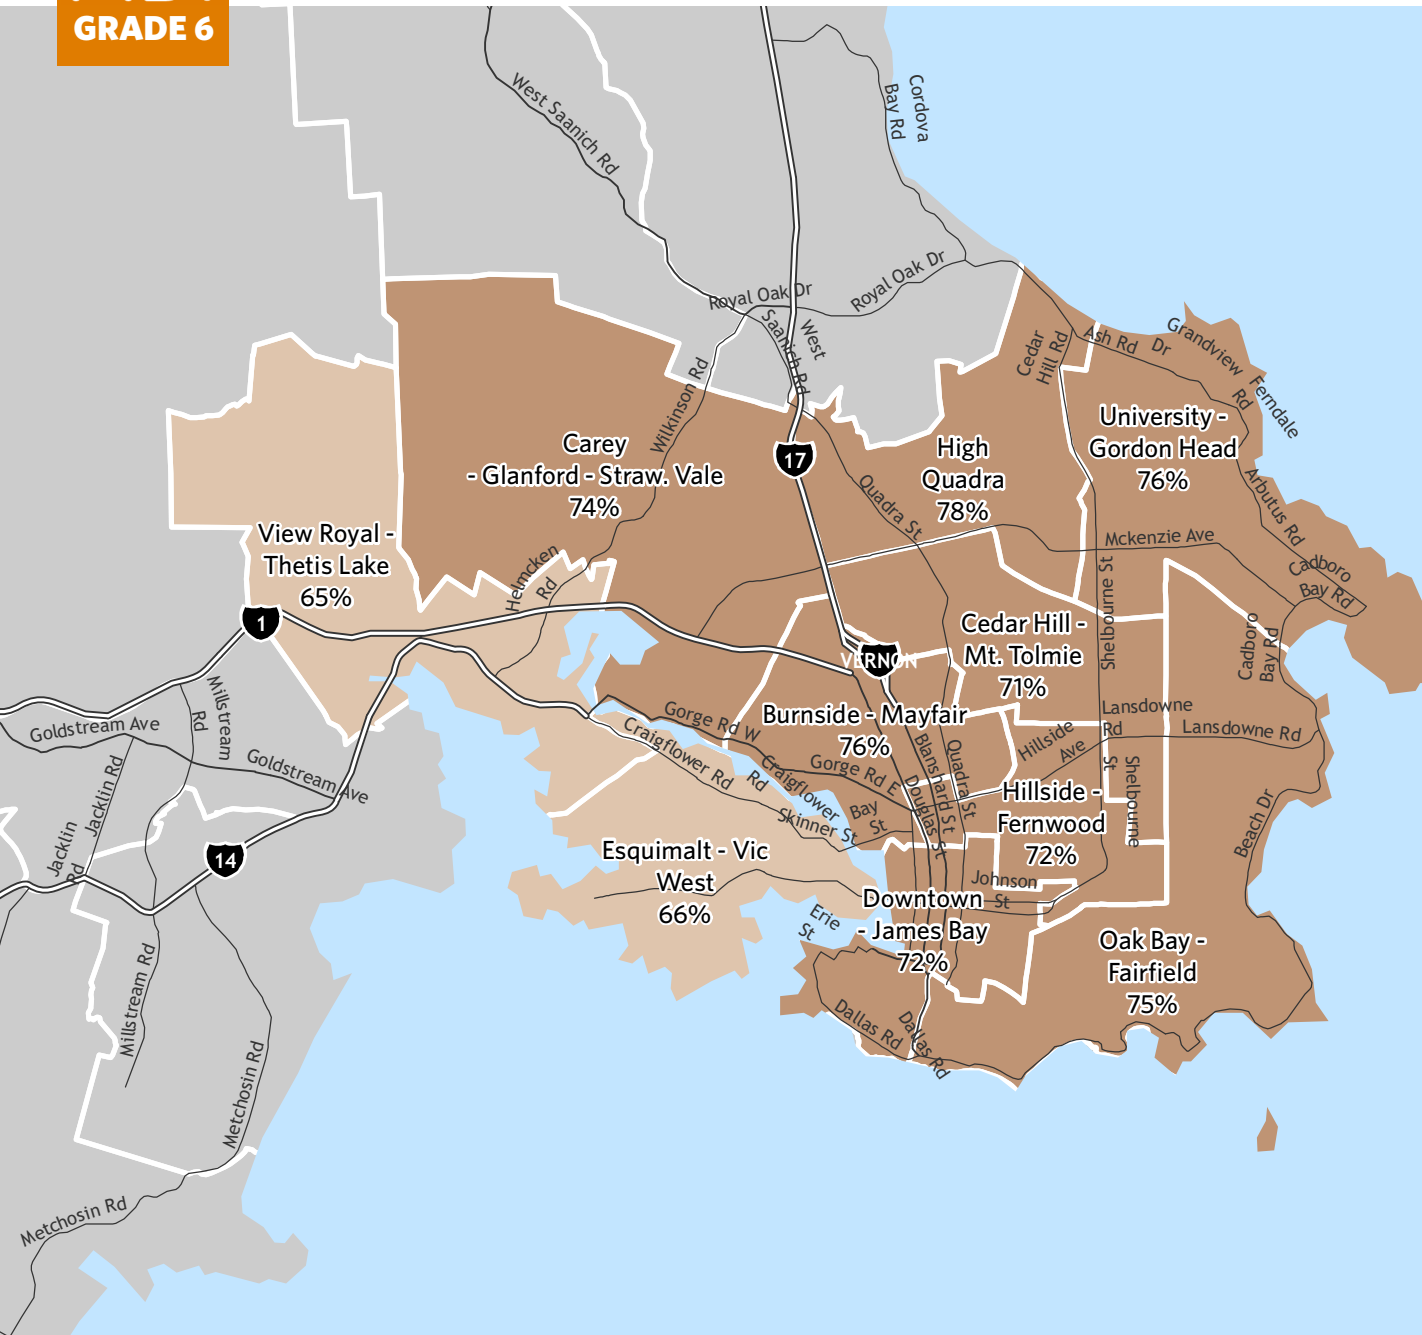 GRADE 6
West Saanich Rd
Cordova
Bay Rd
Royal Oak Dr
Royal Oak Dr
West
Saanich Rd
Cedar
Hill Rd
Ash Rd
Dr
Grandview
Ferndale
Rd
Wilkinson Rd
University -
Gordon Head
76%
Carey
- Glanford - Straw. Vale
74%
17
High
Quadra
78%
Quadra St
Arbutus Rd
View Royal -
Thetis Lake
65%
Mckenzie Ave
Helmcken
Rd
Cadboro
Bay Rd
1
Shelbourne St
Cedar Hill -
Mt. Tolmie
71%
Cadboro
Bay Rd
VERNON
Millstream
Rd
Goldstream Ave
Goldstream Ave
Gorge Rd W
Burnside - Mayfair
76%
Lansdowne
Rd
Lansdowne Rd
Hillside
Ave
Craigflower Rd
Craigflower
Rd
Gorge Rd E
Blanshard St
Quadra St
Douglas St
Shelbourne
St
Jacklin Rd
Jacklin
Rd
Bay
St
Skinner St
Hillside -
Fernwood
72%
Beach Dr
14
Esquimalt - Vic
West
66%
Johnson
St
Downtown
- James Bay
72%
Erie
St
Oak Bay -
Fairfield
75%
Millstream Rd
Dallas Rd
Dallas Rd
Metchosin Rd
Metchosin Rd